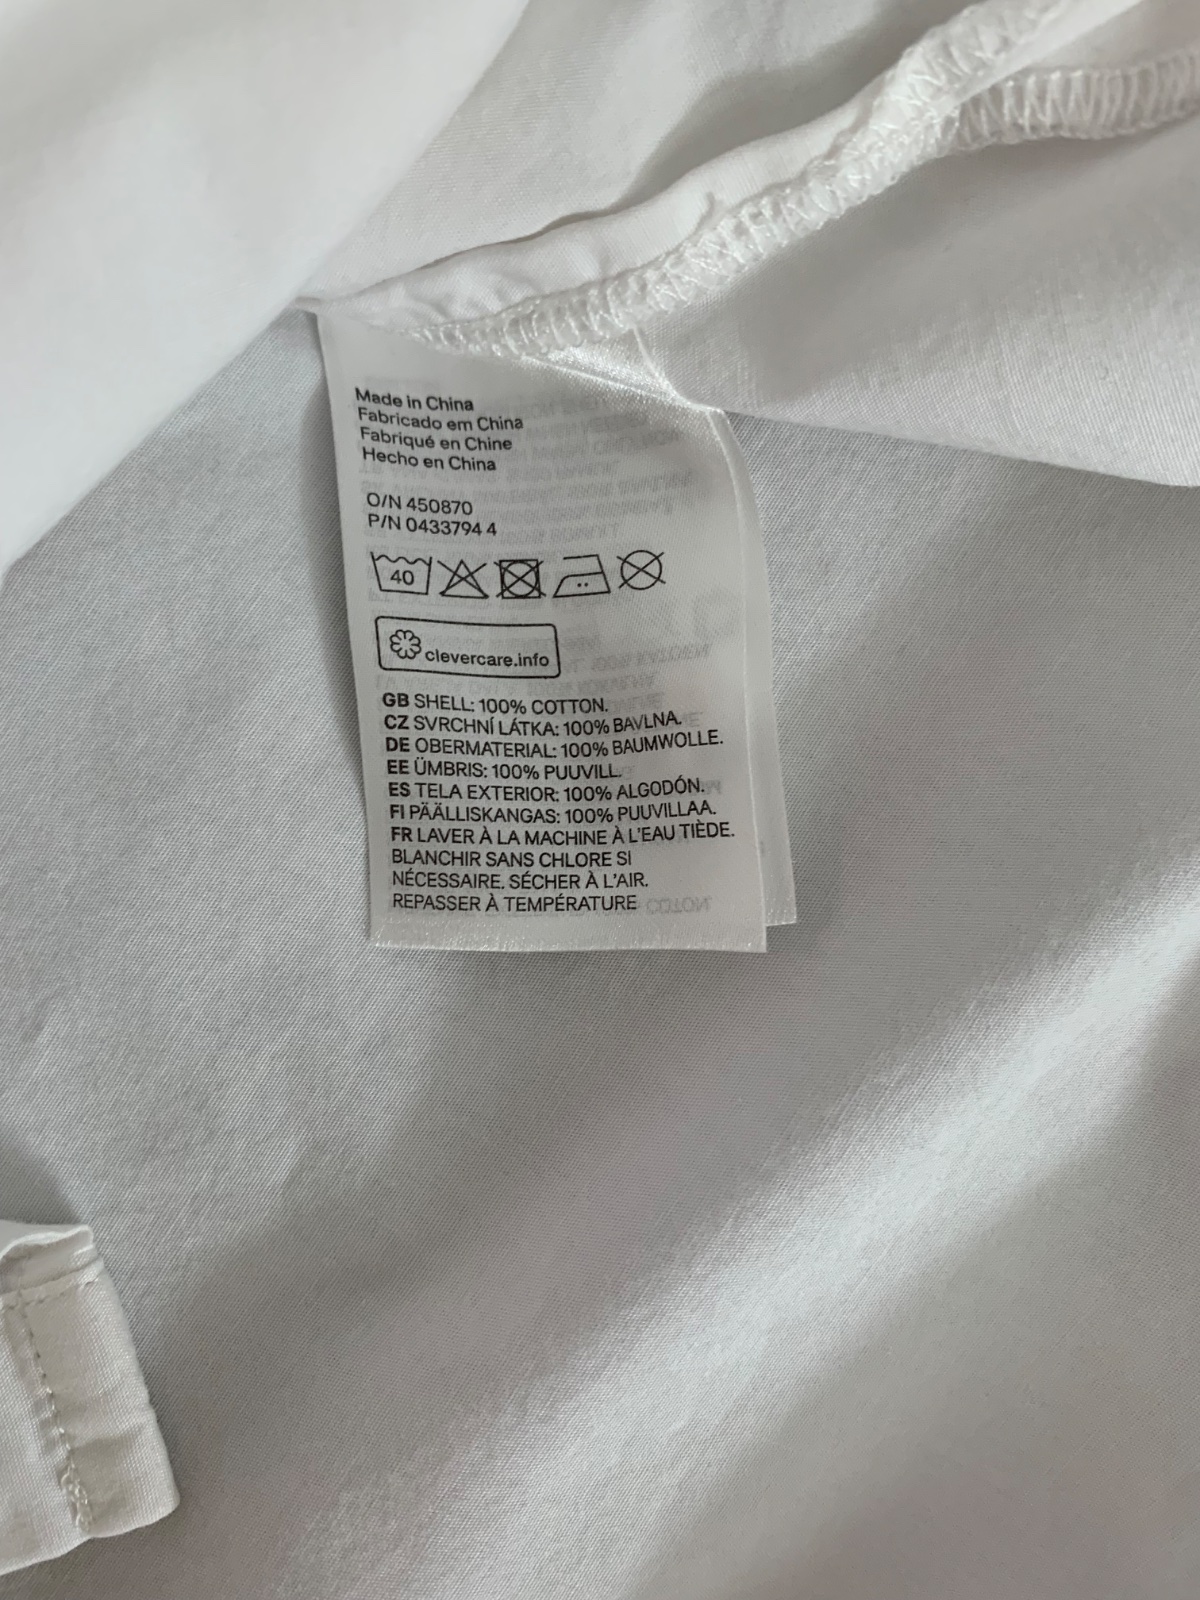 Made in China
Fabricado em China
Fabriqué en Chine
Hecho en China
O/N 450870
P/N 0433794 4
40
clevercare.info
GB SHELL: 100% COTTON.
CZ SVRCHNÍ LÁTKA: 100% BAVLNA.
DE OBERMATERIAL: 100% BAUMWOLLE.
EE ÜMBRIS: 100% PUUVILL.
ES TELA EXTERIOR: 100% ALGODÓN.
FI PÄÄLLISKANGAS: 100% PUUVILLAA.
FR LAVER À LA MACHINE À L'EAU TIÈDE.
BLANCHIR SANS CHLORE SI
NÉCESSAIRE. SÉCHER À L'AIR.
REPASSER À TEMPÉRATURE